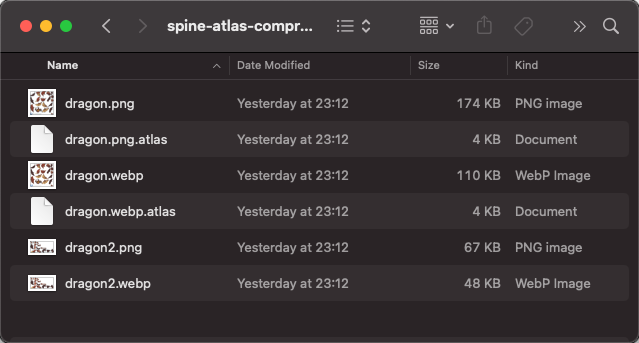 spine-atlas-compr...
Name Date Modified Size Kind
dragon.png Yesterday at 23:12 174 KB PNG image
dragon.png.atlas Yesterday at 23:12 4 KB Document
dragon.webp Yesterday at 23:12 110 KB WebP Image
dragon.webp.atlas Yesterday at 23:12 4 KB Document
dragon2.png Yesterday at 23:12 67 KB PNG image
dragon2.webp Yesterday at 23:12 48 KB WebP Image